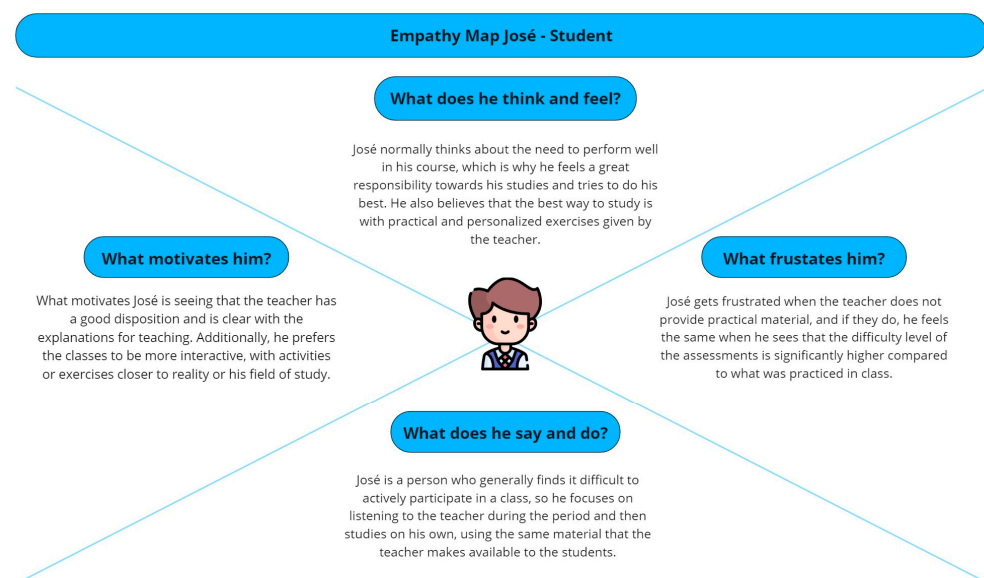 Empathy Map José - Student
What does he think and feel?
José normally thinks about the need to perform well
in his course, which is why he feels a great
responsibility towards his studies and tries to do his
best. He also believes that the best way to study is
with practical and personalized exercises given by
the teacher.
What motivates him?
What motivates José is seeing that the teacher has
a good disposition and is clear with the
explanations for teaching. Additionally, he prefers
the classes to be more interactive, with activities
or exercises closer to reality or his field of study.
What frustates him?
José gets frustrated when the teacher does not
provide practical material, and if they do, he feels
the same when he sees that the difficulty level of
the assessments is significantly higher compared
to what was practiced in class.
What does he say and do?
José is a person who generally finds it difficult to
actively participate in a class, so he focuses on
listening to the teacher during the period and then
studies on his own, using the same material that the
teacher makes available to the students.